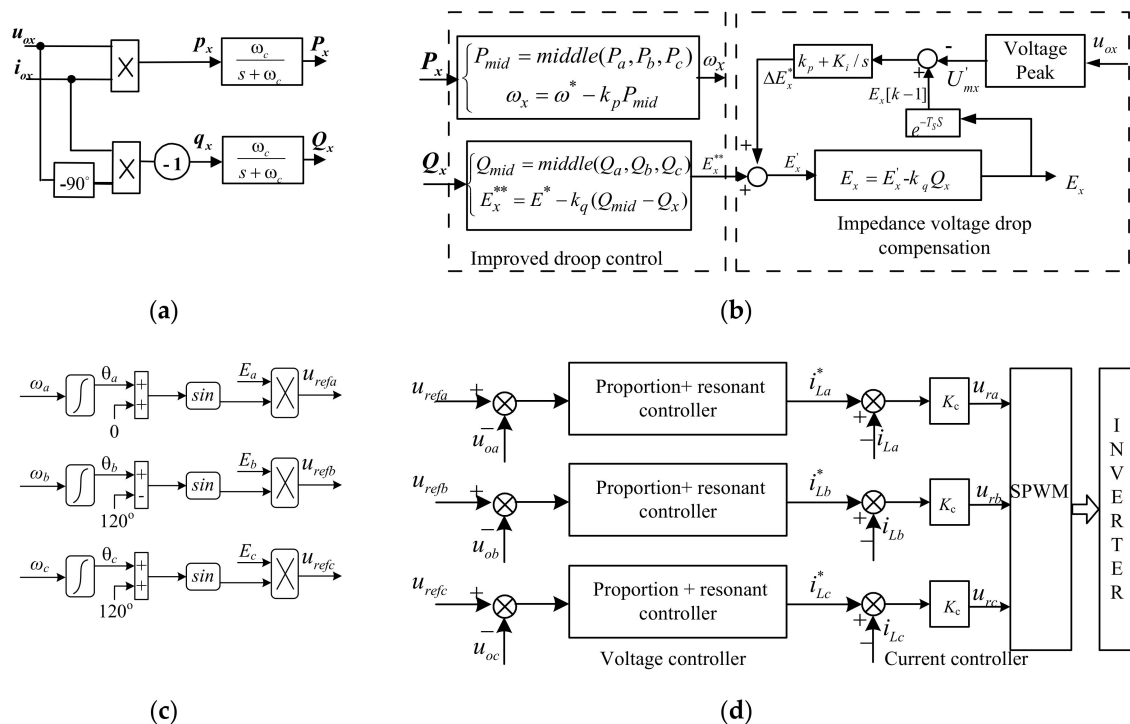 u_ox
i_ox
p_x
ω_c
s + ω_c
P_x
-90°
-1
q_x
ω_c
s + ω_c
Q_x
(a)
P_x
P_mid = middle(P_a, P_b, P_c)
ω_x = ω* − k_p P_mid
ω_x
Q_x
Q_mid = middle(Q_a, Q_b, Q_c)
E_x** = E* − k_q(Q_mid − Q_x)
E_x**
Improved droop control
k_p + K_i / s
ΔE_x*
-
+
U'_mx
Voltage
Peak
u_ox
E_x[k−1]
e^{-T_S S}
+
+
E'_x
E_x = E'_x - k_q Q_x
E_x
Impedance voltage drop
compensation
(b)
ω_a
∫
θ_a
+
+
0
sin
E_a
u_refa
ω_b
∫
θ_b
+
-
120°
sin
E_b
u_refb
ω_c
∫
θ_c
+
+
120°
sin
E_c
u_refc
(c)
u_refa
+
−
u_oa
Proportion+ resonant
controller
i*_La
+
−
i_La
K_c
u_ra
u_refb
+
−
u_ob
Proportion+ resonant
controller
i*_Lb
+
−
i_Lb
K_c
u_rb
u_refc
+
−
u_oc
Proportion + resonant
controller
i*_Lc
+
−
i_Lc
K_c
u_rc
SPWM
INVERTER
Voltage controller
Current controller
(d)